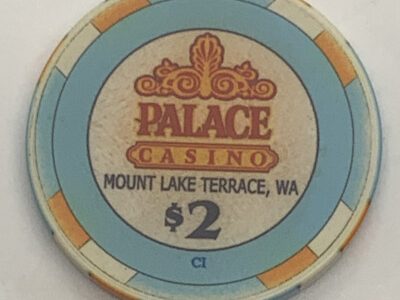 PALACE
CASINO
MOUNT LAKE TERRACE, WA
$2
CI